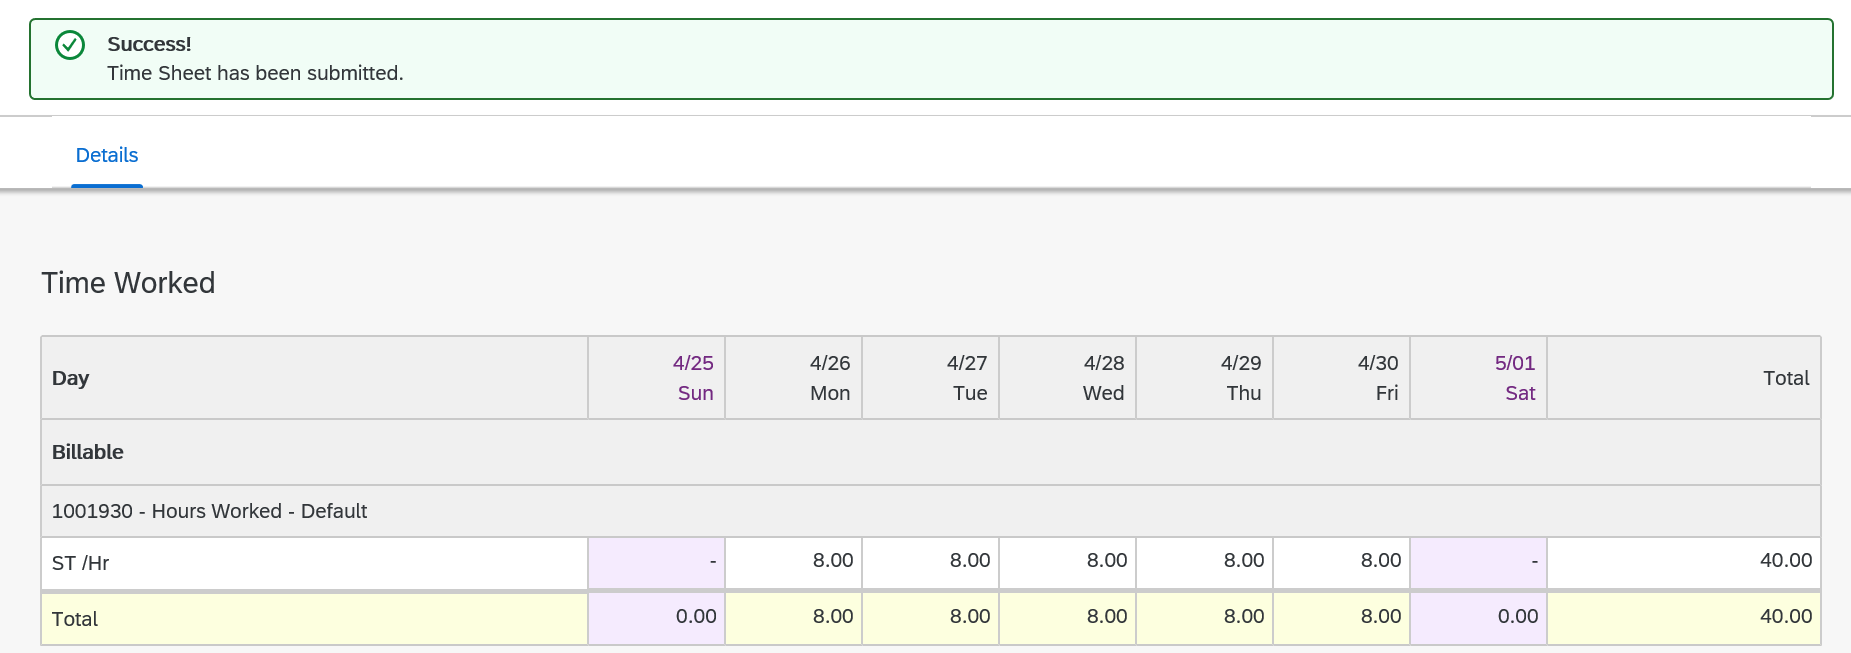 Success!
Time Sheet has been submitted.
Details
Time Worked
Day 4/25 Sun 4/26 Mon 4/27 Tue 4/28 Wed 4/29 Thu 4/30 Fri 5/01 Sat Total
Billable
1001930 - Hours Worked - Default
ST /Hr - 8.00 8.00 8.00 8.00 8.00 - 40.00
Total 0.00 8.00 8.00 8.00 8.00 8.00 0.00 40.00